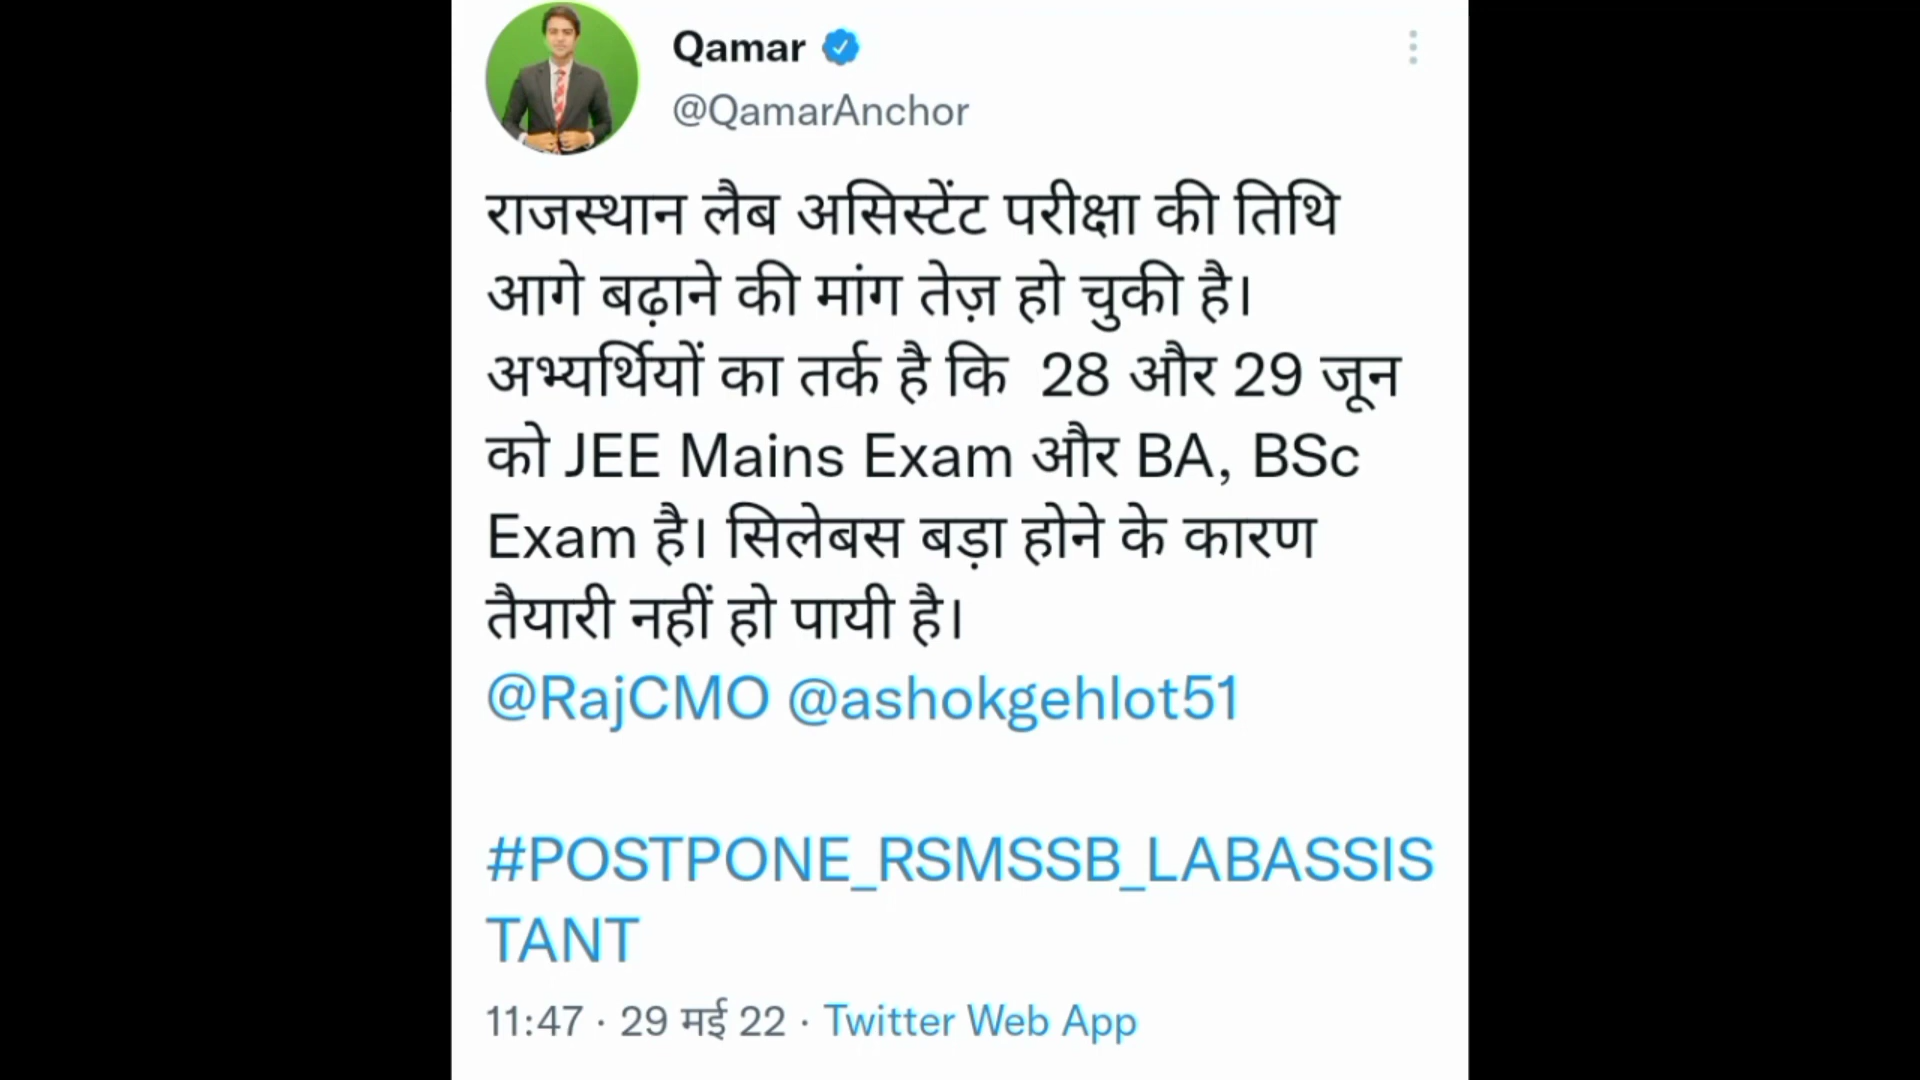 Qamar
@QamarAnchor
राजस्थान लैब असिस्टेंट परीक्षा की तिथि
आगे बढ़ाने की मांग तेज़ हो चुकी है।
अभ्यर्थियों का तर्क है कि 28 और 29 जून
को JEE Mains Exam और BA, BSc
Exam है। सिलेबस बड़ा होने के कारण
तैयारी नहीं हो पायी है।
@RajCMO @ashokgehlot51
#POSTPONE_RSMSSB_LABASSIS
TANT
11:47 · 29 मई 22 · Twitter Web App